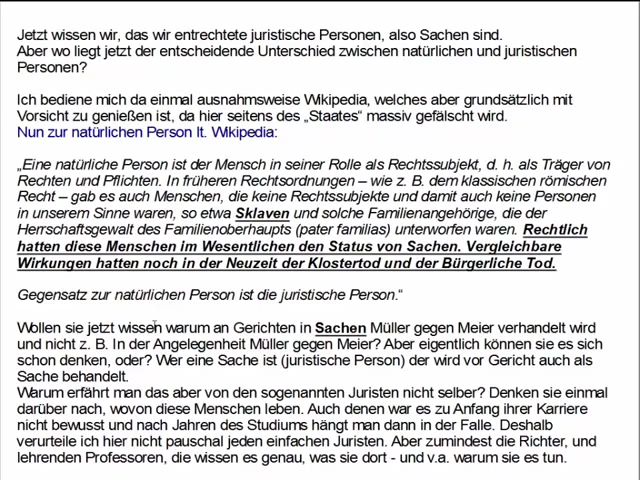 Jetzt wissen wir, das wir entrechtete juristische Personen, also Sachen sind.
Aber wo liegt jetzt der entscheidende Unterschied zwischen natürlichen und juristischen
Personen?
Ich bediene mich da einmal ausnahmsweise Wikipedia, welches aber grundsätzlich mit
Vorsicht zu genießen ist, da hier seitens des „Staates“ massiv gefälscht wird.
Nun zur natürlichen Person lt. Wikipedia:
„Eine natürliche Person ist der Mensch in seiner Rolle als Rechtssubjekt, d. h. als Träger von
Rechten und Pflichten. In früheren Rechtsordnungen – wie z. B. dem klassischen römischen
Recht – gab es auch Menschen, die keine Rechtssubjekte und damit auch keine Personen
in unserem Sinne waren, so etwa Sklaven und solche Familienangehörige, die der
Herrschaftsgewalt des Familienoberhaupts (pater familias) unterworfen waren. Rechtlich
hatten diese Menschen im Wesentlichen den Status von Sachen. Vergleichbare
Wirkungen hatten noch in der Neuzeit der Klostertod und der Bürgerliche Tod.
Gegensatz zur natürlichen Person ist die juristische Person.“
Wollen sie jetzt wissen warum an Gerichten in Sachen Müller gegen Meier verhandelt wird
und nicht z. B. In der Angelegenheit Müller gegen Meier? Aber eigentlich können sie es sich
schon denken, oder? Wer eine Sache ist (juristische Person) der wird vor Gericht auch als
Sache behandelt.
Warum erfährt man das aber von den sogenannten Juristen nicht selber? Denken sie einmal
darüber nach, wovon diese Menschen leben. Auch denen war es zu Anfang ihrer Karriere
nicht bewusst und nach Jahren des Studiums hängt man dann in der Falle. Deshalb
verurteile ich hier nicht pauschal jeden einfachen Juristen. Aber zumindest die Richter, und
lehrenden Professoren, die wissen es genau, was sie dort - und v.a. warum sie es tun.